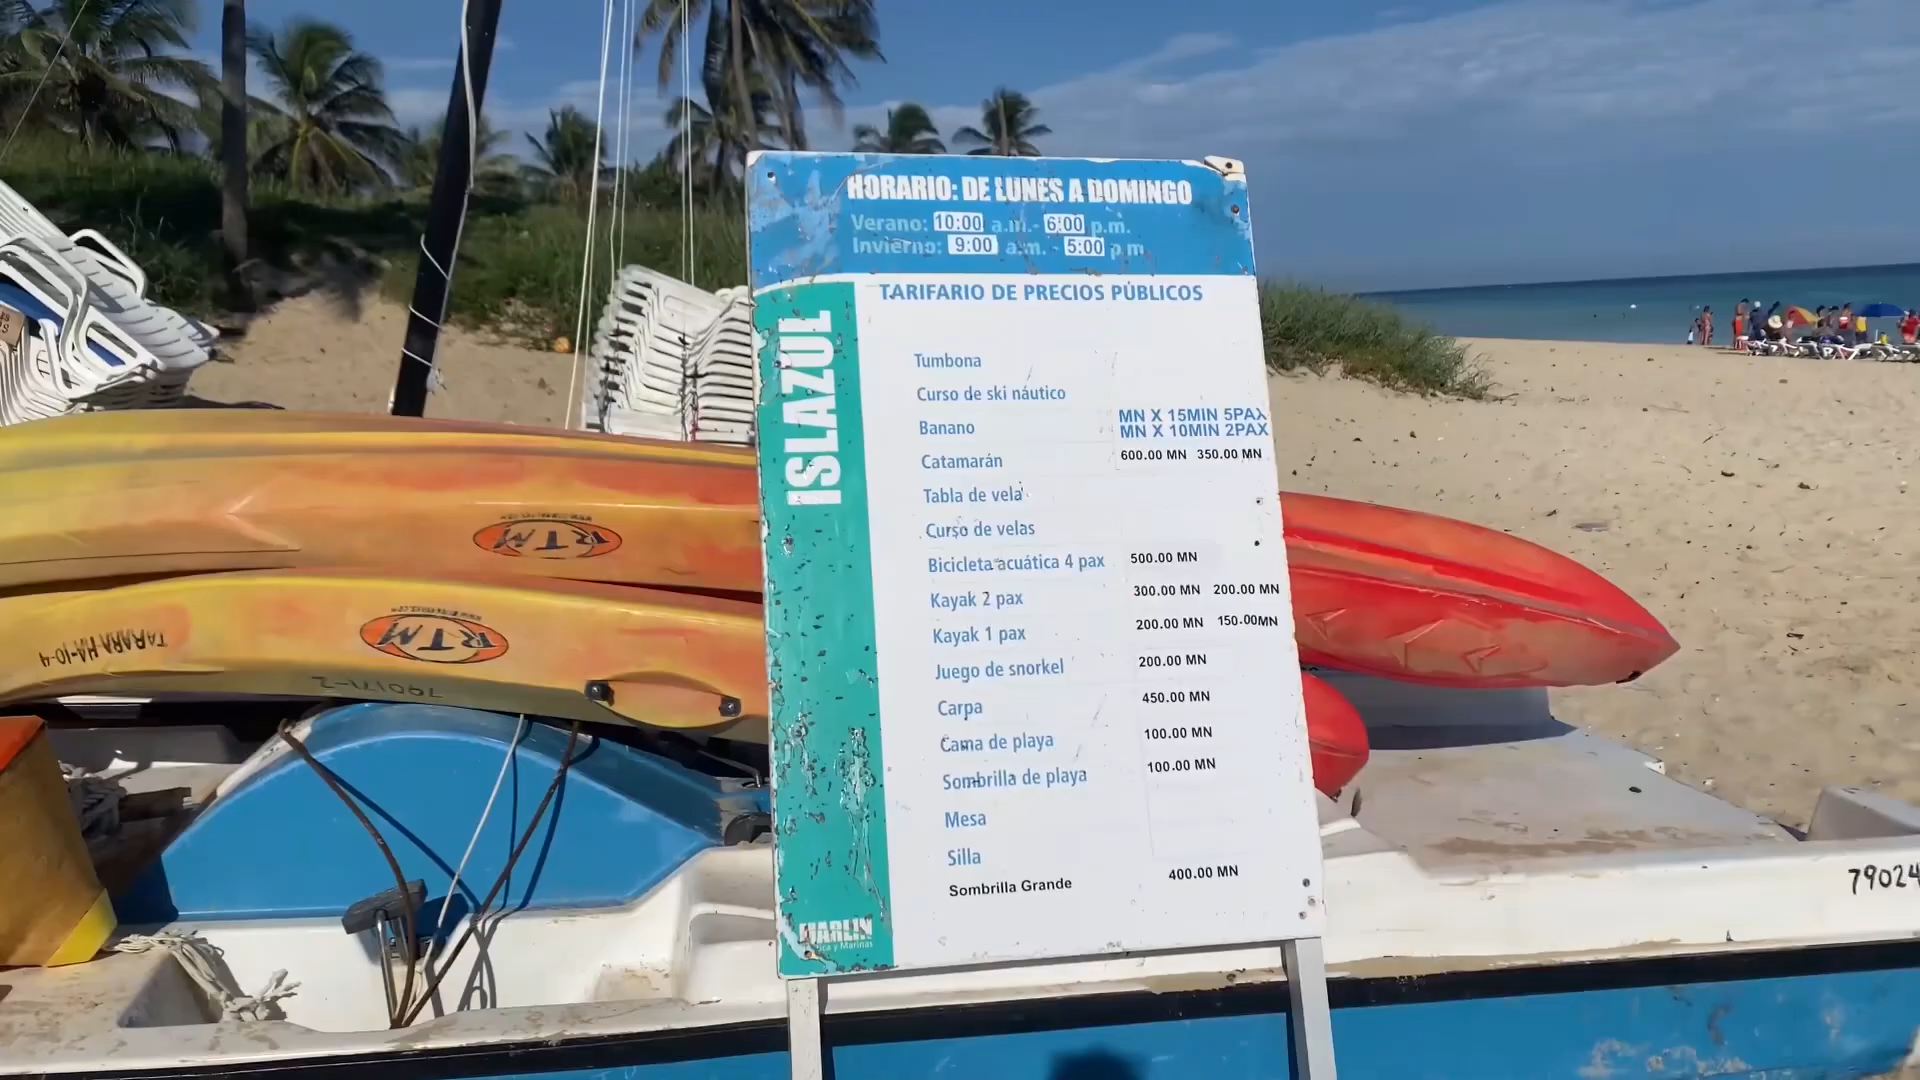 HORARIO: DE LUNES A DOMINGO
Verano: 10:00 a.m.- 6:00 p.m.
Invierno: 9:00 a.m. - 5:00 p.m
TARIFARIO DE PRECIOS PÚBLICOS
ISLAZUL
Tumbona
Curso de ski náutico
Banano MN X 15MIN 5PAX
MN X 10MIN 2PAX
Catamarán 600.00 MN 350.00 MN
Tabla de vela
Curso de velas
Bicicleta acuática 4 pax 500.00 MN
Kayak 2 pax 300.00 MN 200.00 MN
Kayak 1 pax 200.00 MN 150.00MN
Juego de snorkel 200.00 MN
Carpa 450.00 MN
Cama de playa 100.00 MN
Sombrilla de playa 100.00 MN
Mesa
Silla
Sombrilla Grande 400.00 MN
MARLIN
y Marinas
RTM
RTM
TARARA HA-10-4
790171-2
79024